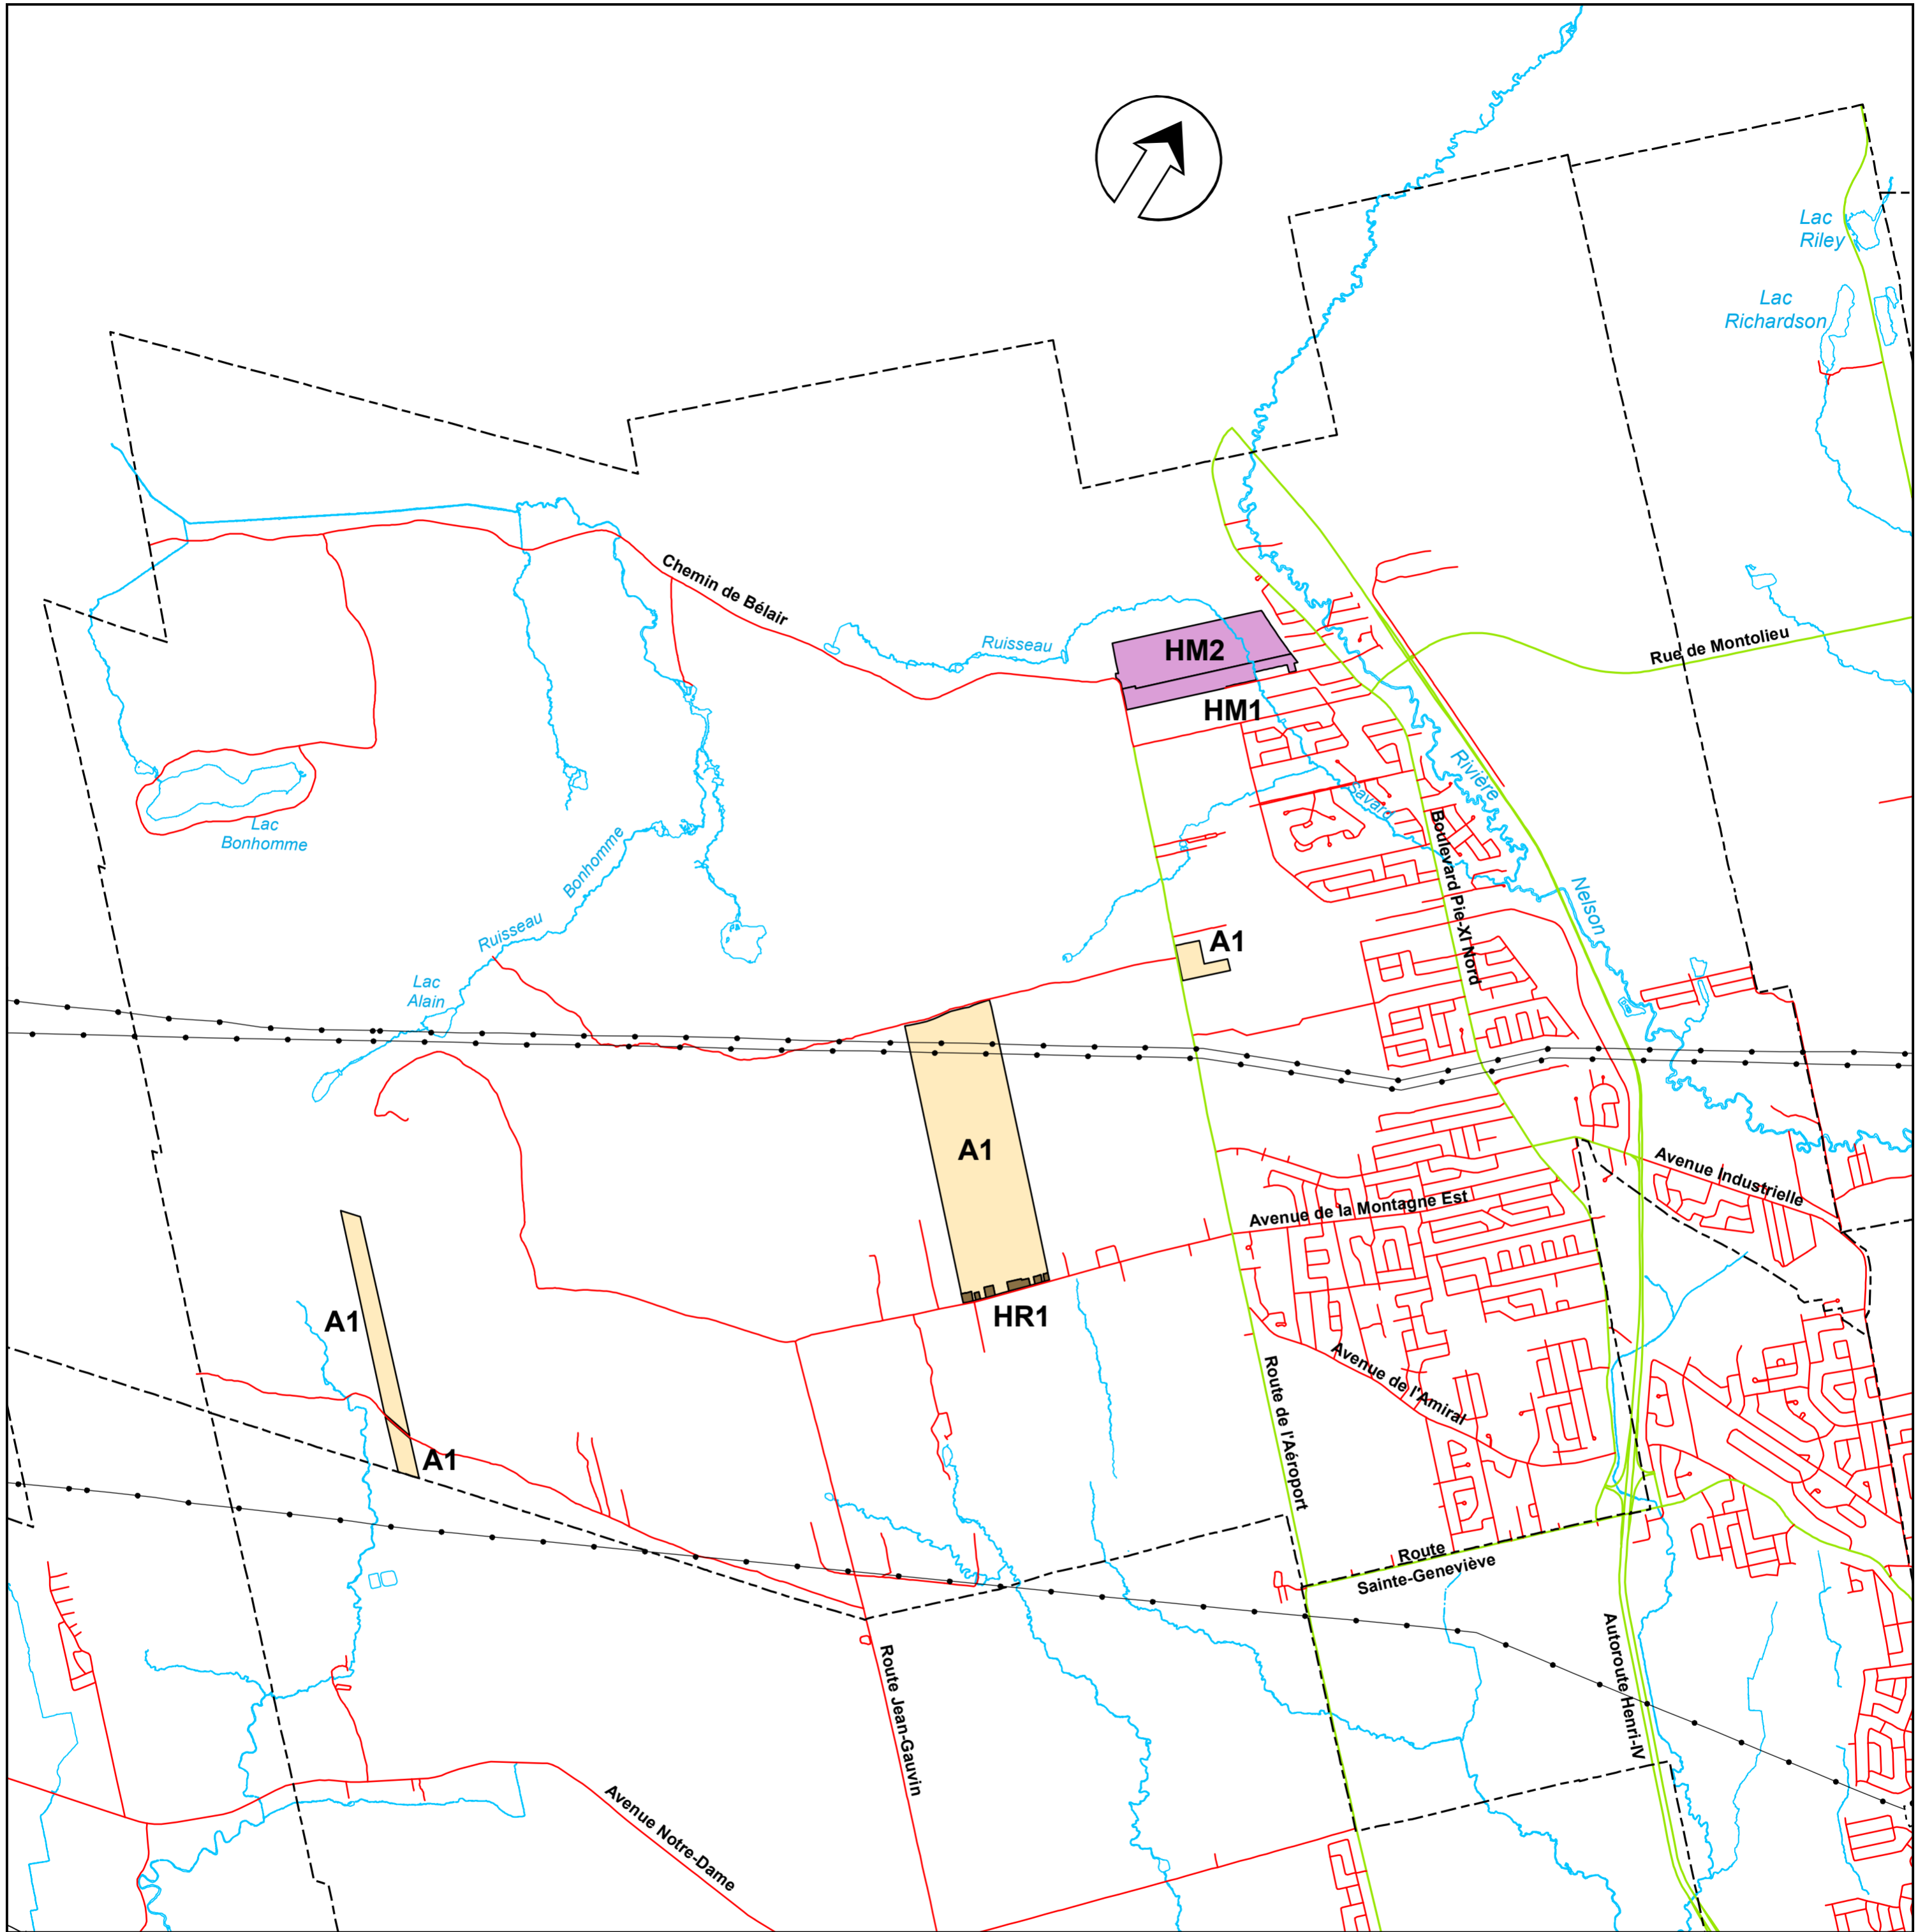 Lac
Riley
Lac
Richardson
Chemin de Bélair
Ruisseau
HM2
Rue de Montolieu
HM1
Rivière
Savard
Boulevard Pie-XI Nord
Lac
Bonhomme
Bonhomme
Nelson
Ruisseau
A1
Lac
Alain
A1
Avenue Industrielle
Avenue de la Montagne Est
A1
HR1
Avenue de l'Amiral
Route de l'Aéroport
A1
Route
Sainte-Geneviève
Autoroute Henri-IV
Route Jean-Gauvin
Avenue Notre-Dame